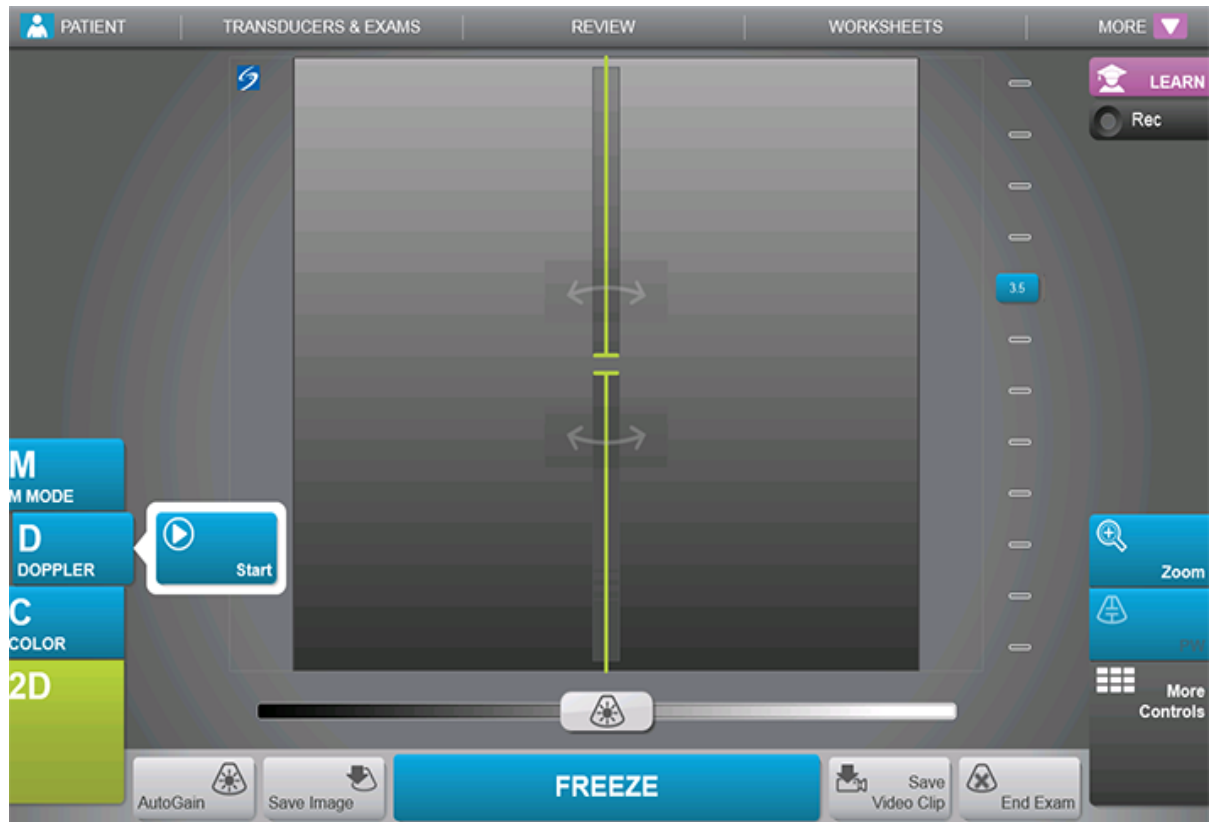 PATIENT
TRANSDUCERS & EXAMS
REVIEW
WORKSHEETS
MORE
LEARN
Rec
3.5
M
M MODE
D
DOPPLER
Start
C
COLOR
2D
Zoom
PW
More
Controls
AutoGain
Save Image
FREEZE
Save
Video Clip
End Exam